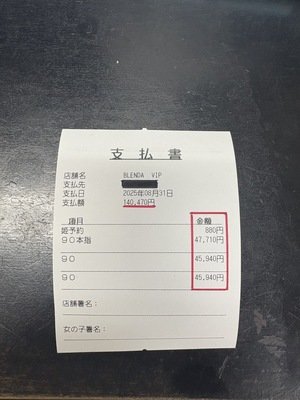 支払書
店舗名 BLENDA VIP
支払先
支払日 2025年08月31日
支払額 140,470円
項目 金額
姫予約 880円
90本指 47,710円
90 45,940円
90 45,940円
店舗署名：
女の子署名：